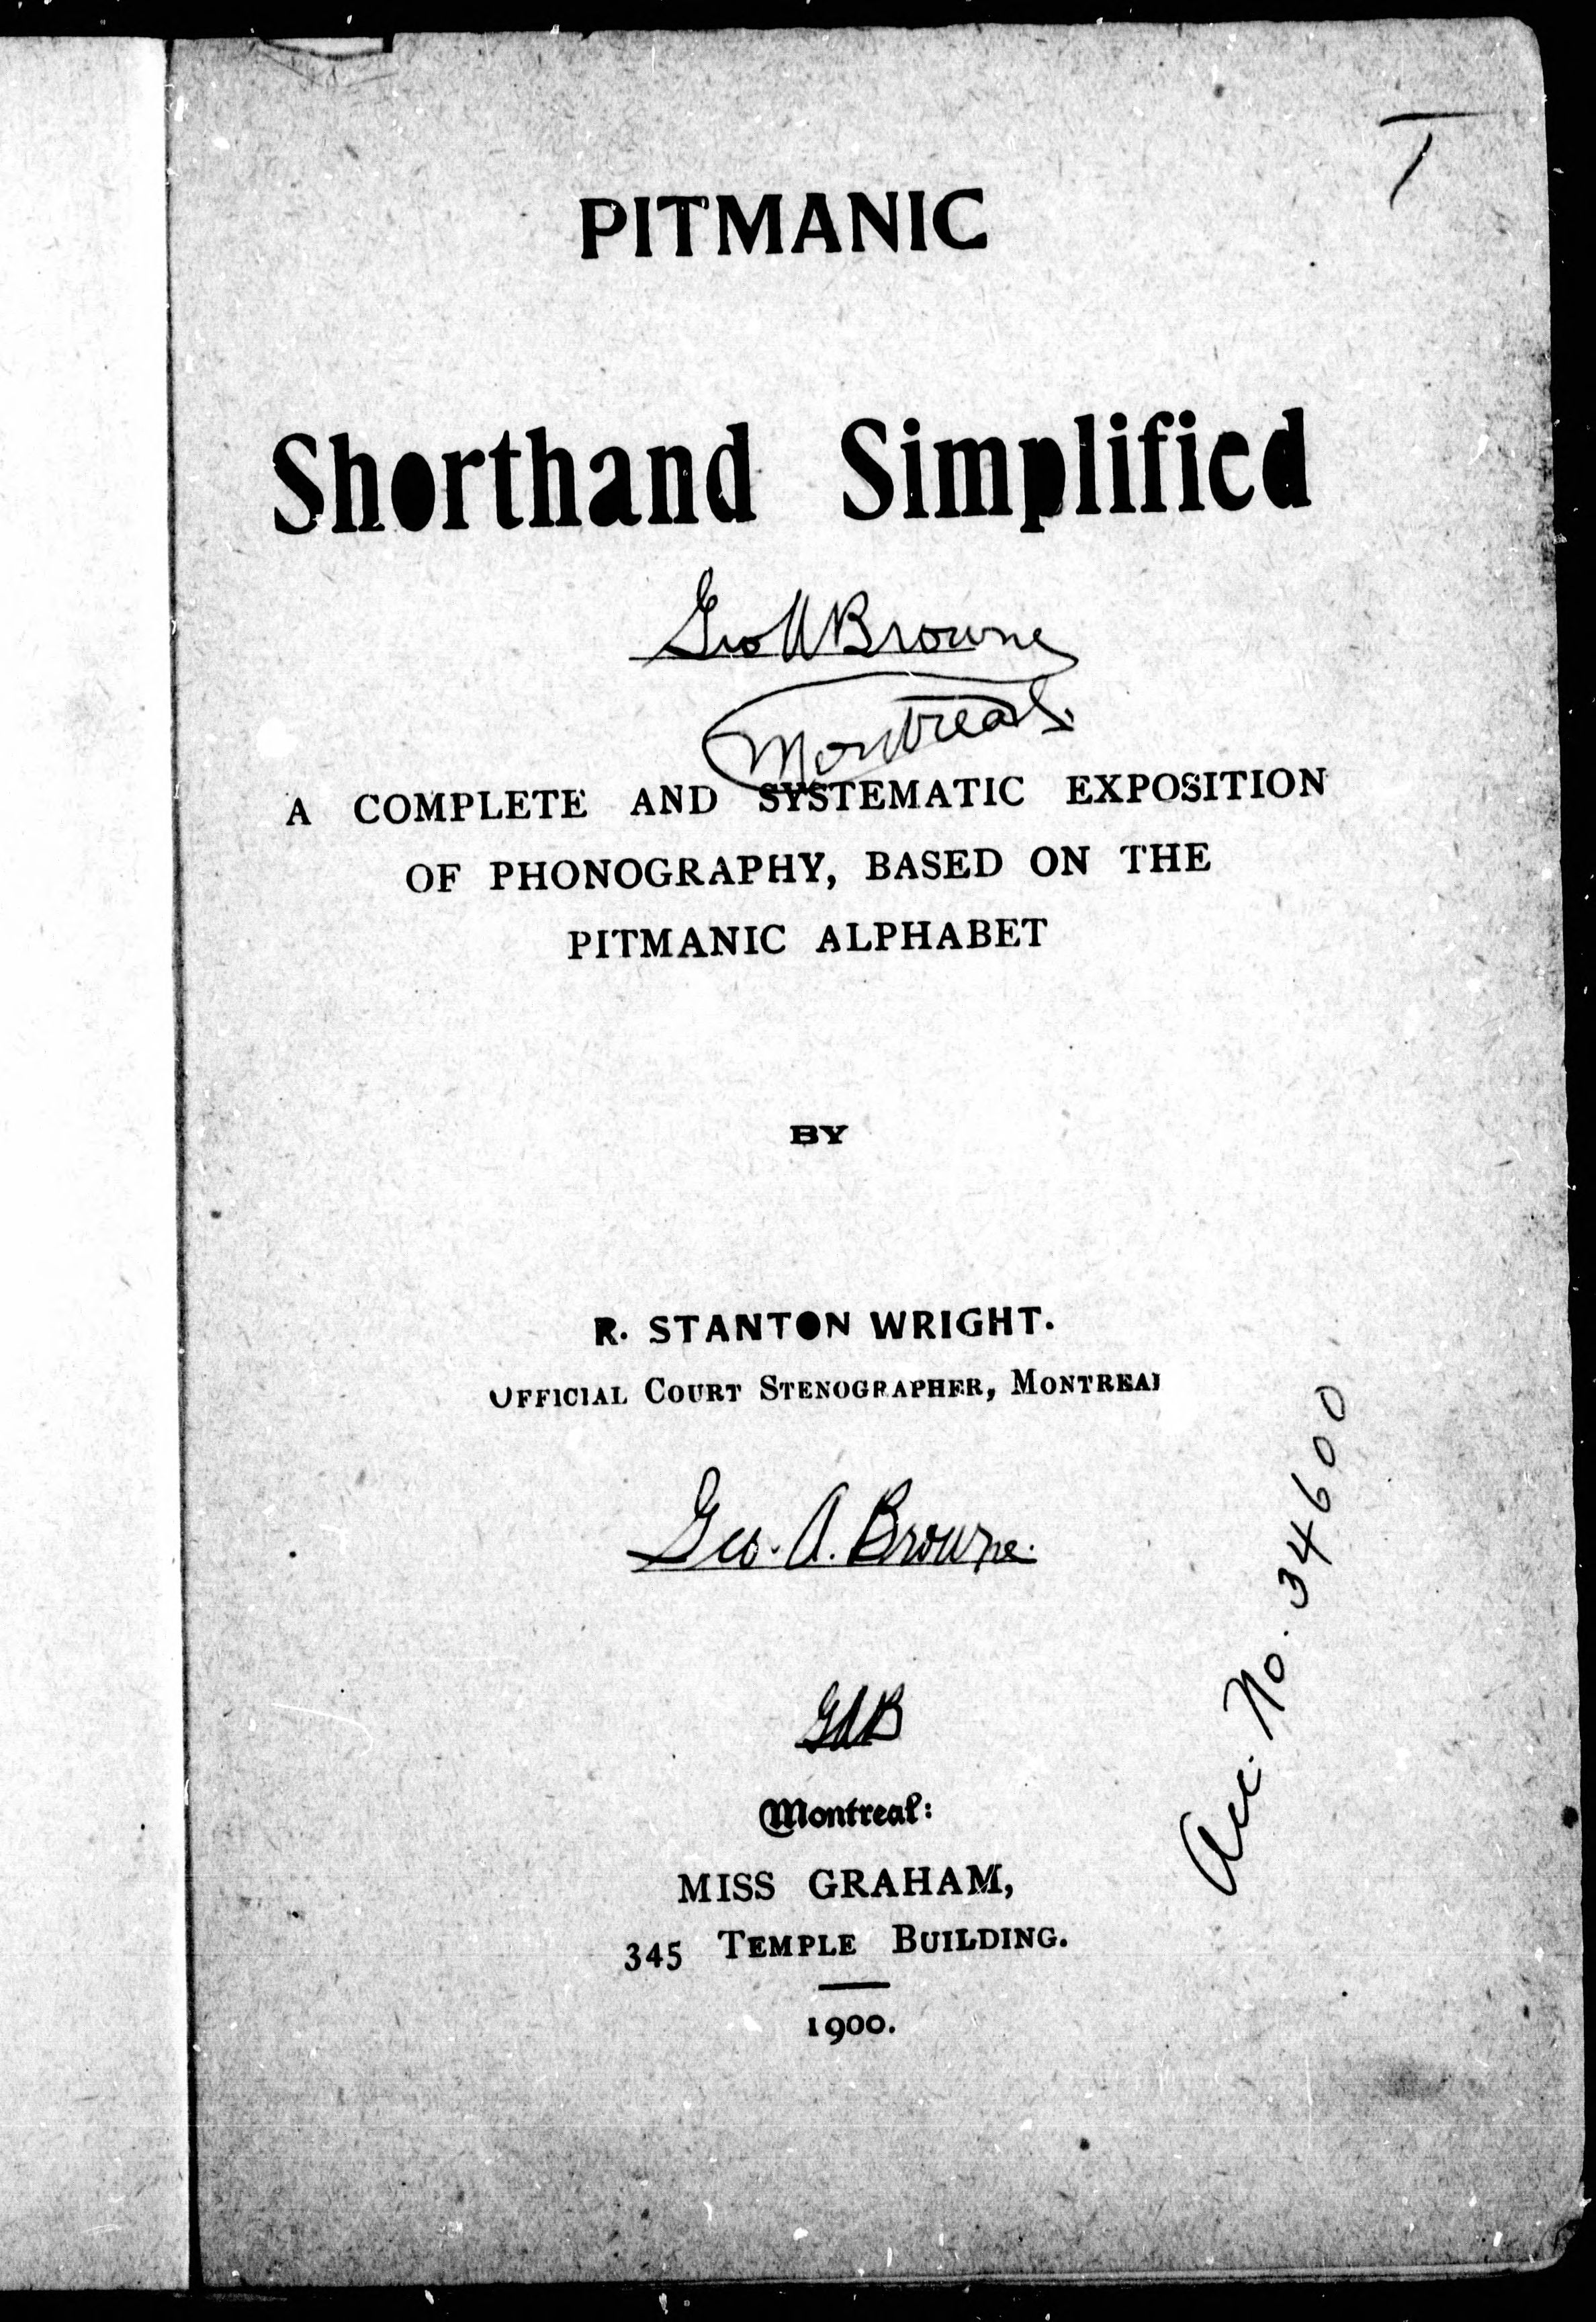 PITMANIC
Shorthand Simplified
Geo A Browne
Montreal.
A COMPLETE AND SYSTEMATIC EXPOSITION
OF PHONOGRAPHY, BASED ON THE
PITMANIC ALPHABET
BY
R. STANTON WRIGHT.
OFFICIAL COURT STENOGRAPHER, MONTREAL
Geo. A. Browne.
GAB
Montreal:
MISS GRAHAM,
345 TEMPLE BUILDING.
1900.
Acc. No. 34600